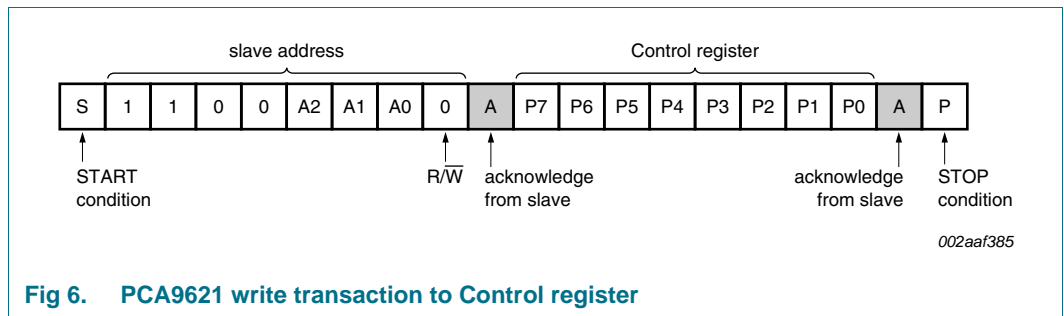 slave address Control register
S 1 1 0 0 A2 A1 A0 0 A P7 P6 P5 P4 P3 P2 P1 P0 A P
START condition R/W̅ acknowledge from slave acknowledge from slave STOP condition
002aaf385
Fig 6. PCA9621 write transaction to Control register